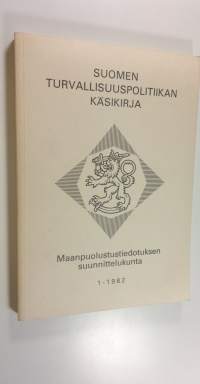 SUOMEN
TURVALLISUUSPOLITIIKAN
KÄSIKIRJA
Maanpuolustustiedotuksen
suunnittelukunta
1-1982